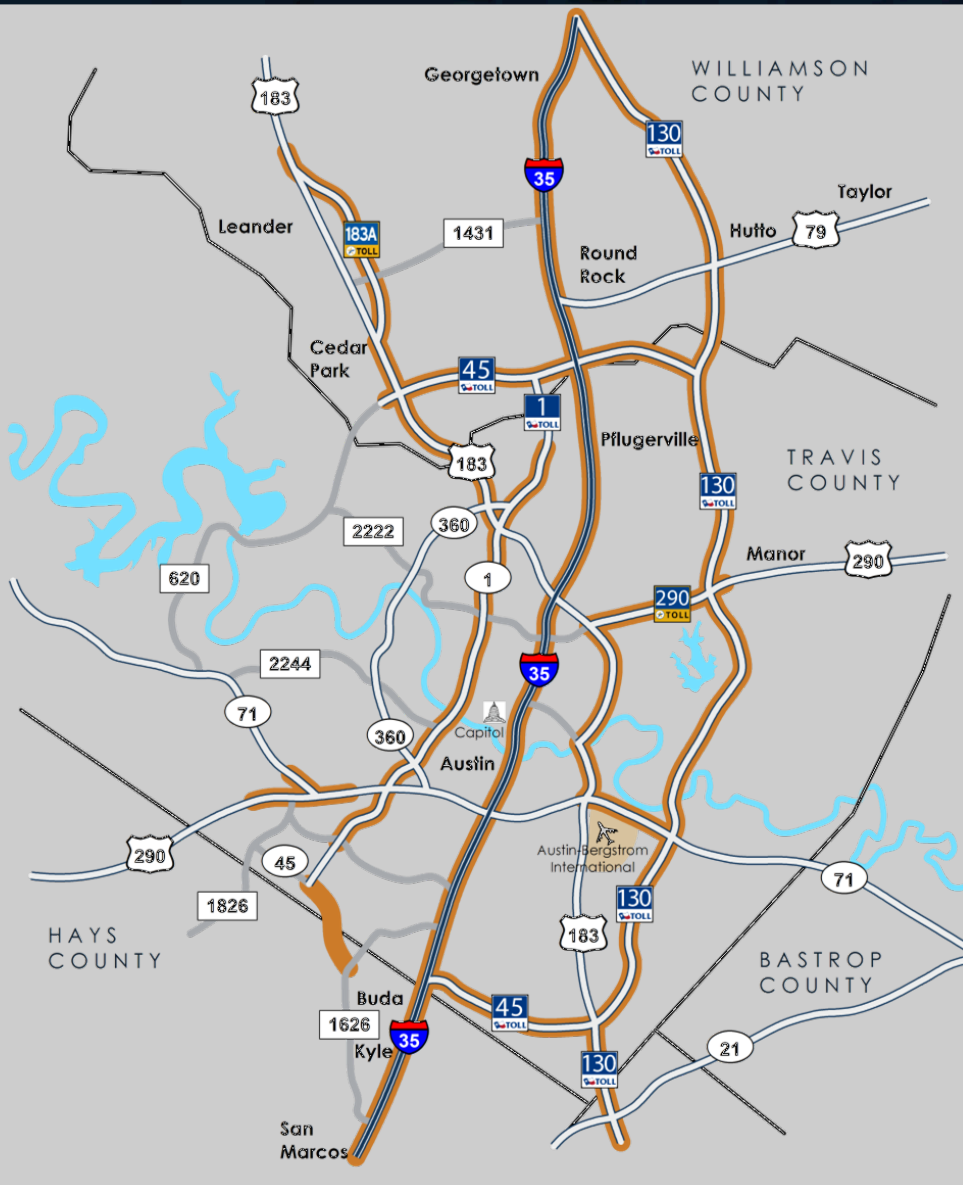 WILLIAMSON
COUNTY
Georgetown
183
130
TOLL
35
Taylor
Leander
183A
TOLL
1431
Hutto
79
Round
Rock
Cedar
Park
45
TOLL
1
TOLL
Pflugerville
183
TRAVIS
COUNTY
130
TOLL
360
2222
Manor
290
620
1
290
TOLL
2244
35
71
360
Capitol
Austin
290
45
Austin-Bergstrom
International
71
1826
130
TOLL
183
HAYS
COUNTY
BASTROP
COUNTY
Buda
45
TOLL
1626
35
Kyle
21
130
TOLL
San
Marcos